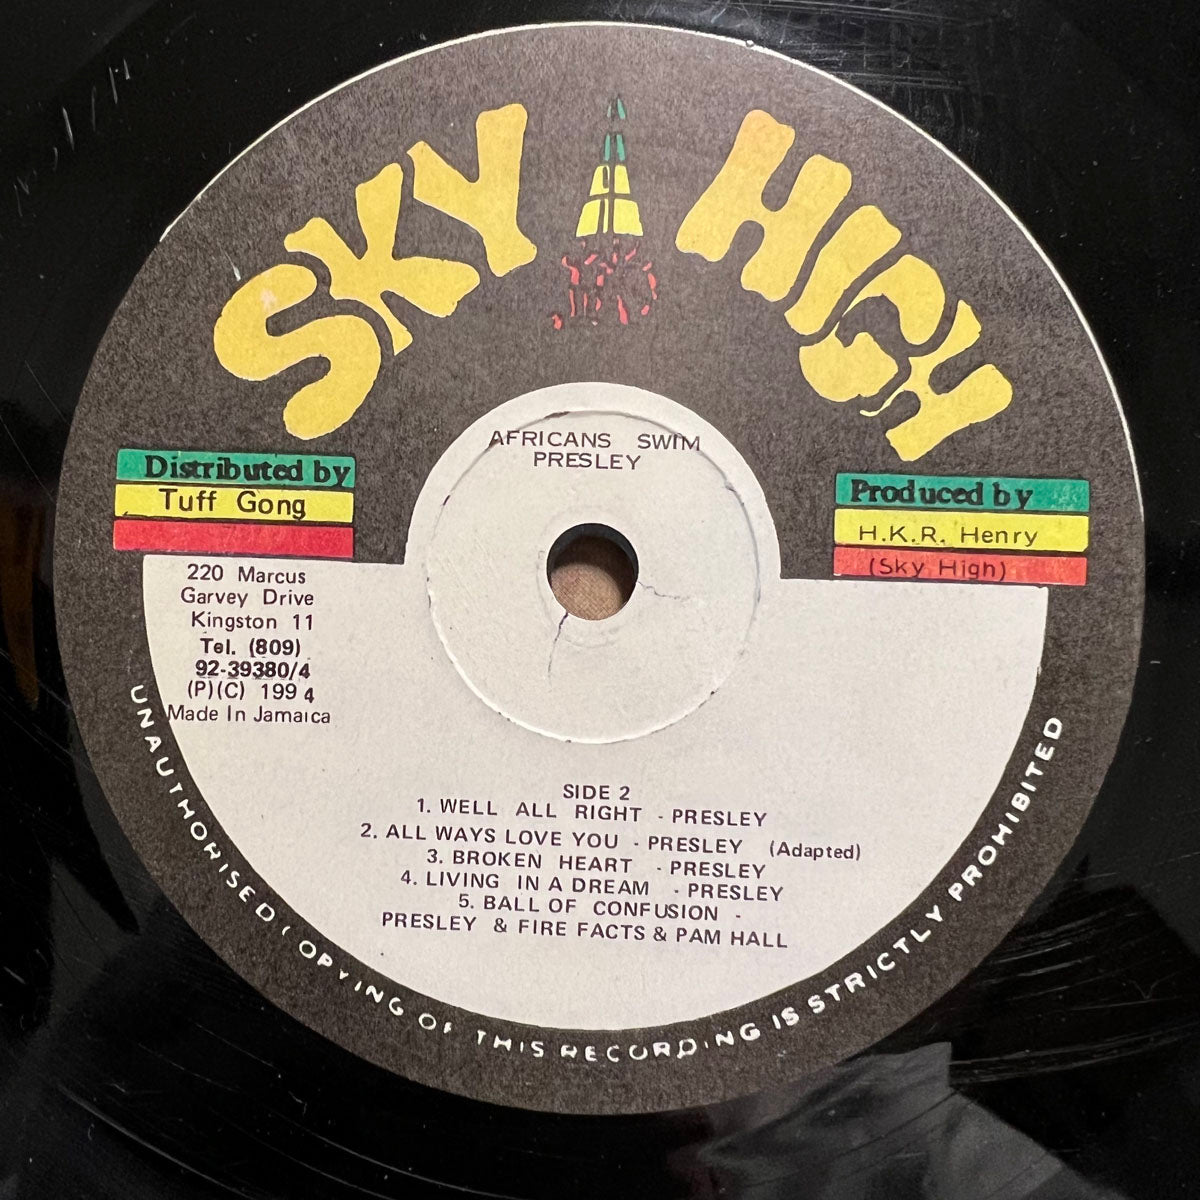 SKY HIGH
AFRICANS SWIM
PRESLEY
Distributed by
Tuff Gong
Produced by
H.K.R. Henry
(Sky High)
220 Marcus
Garvey Drive
Kingston 11
Tel. (809)
92-39380/4
(P)(C) 1994
Made In Jamaica
SIDE 2
1. WELL ALL RIGHT - PRESLEY
2. ALL WAYS LOVE YOU - PRESLEY (Adapted)
3. BROKEN HEART - PRESLEY
4. LIVING IN A DREAM - PRESLEY
5. BALL OF CONFUSION -
PRESLEY & FIRE FACTS & PAM HALL
UNAUTHORISED COPYING OF THIS RECORDING IS STRICTLY PROHIBITED